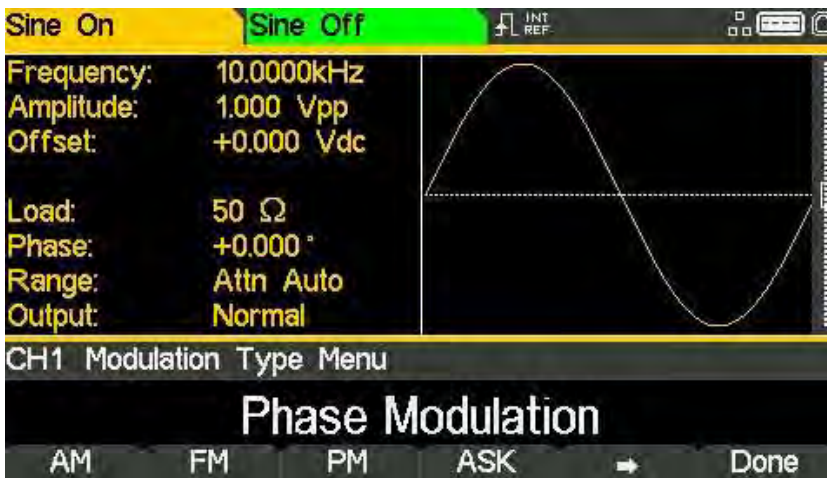 Sine On Sine Off INT REF
Frequency: 10.0000kHz
Amplitude: 1.000 Vpp
Offset: +0.000 Vdc
Load: 50 Ω
Phase: +0.000 °
Range: Attn Auto
Output: Normal
CH1 Modulation Type Menu
Phase Modulation
AM FM PM ASK ➡ Done